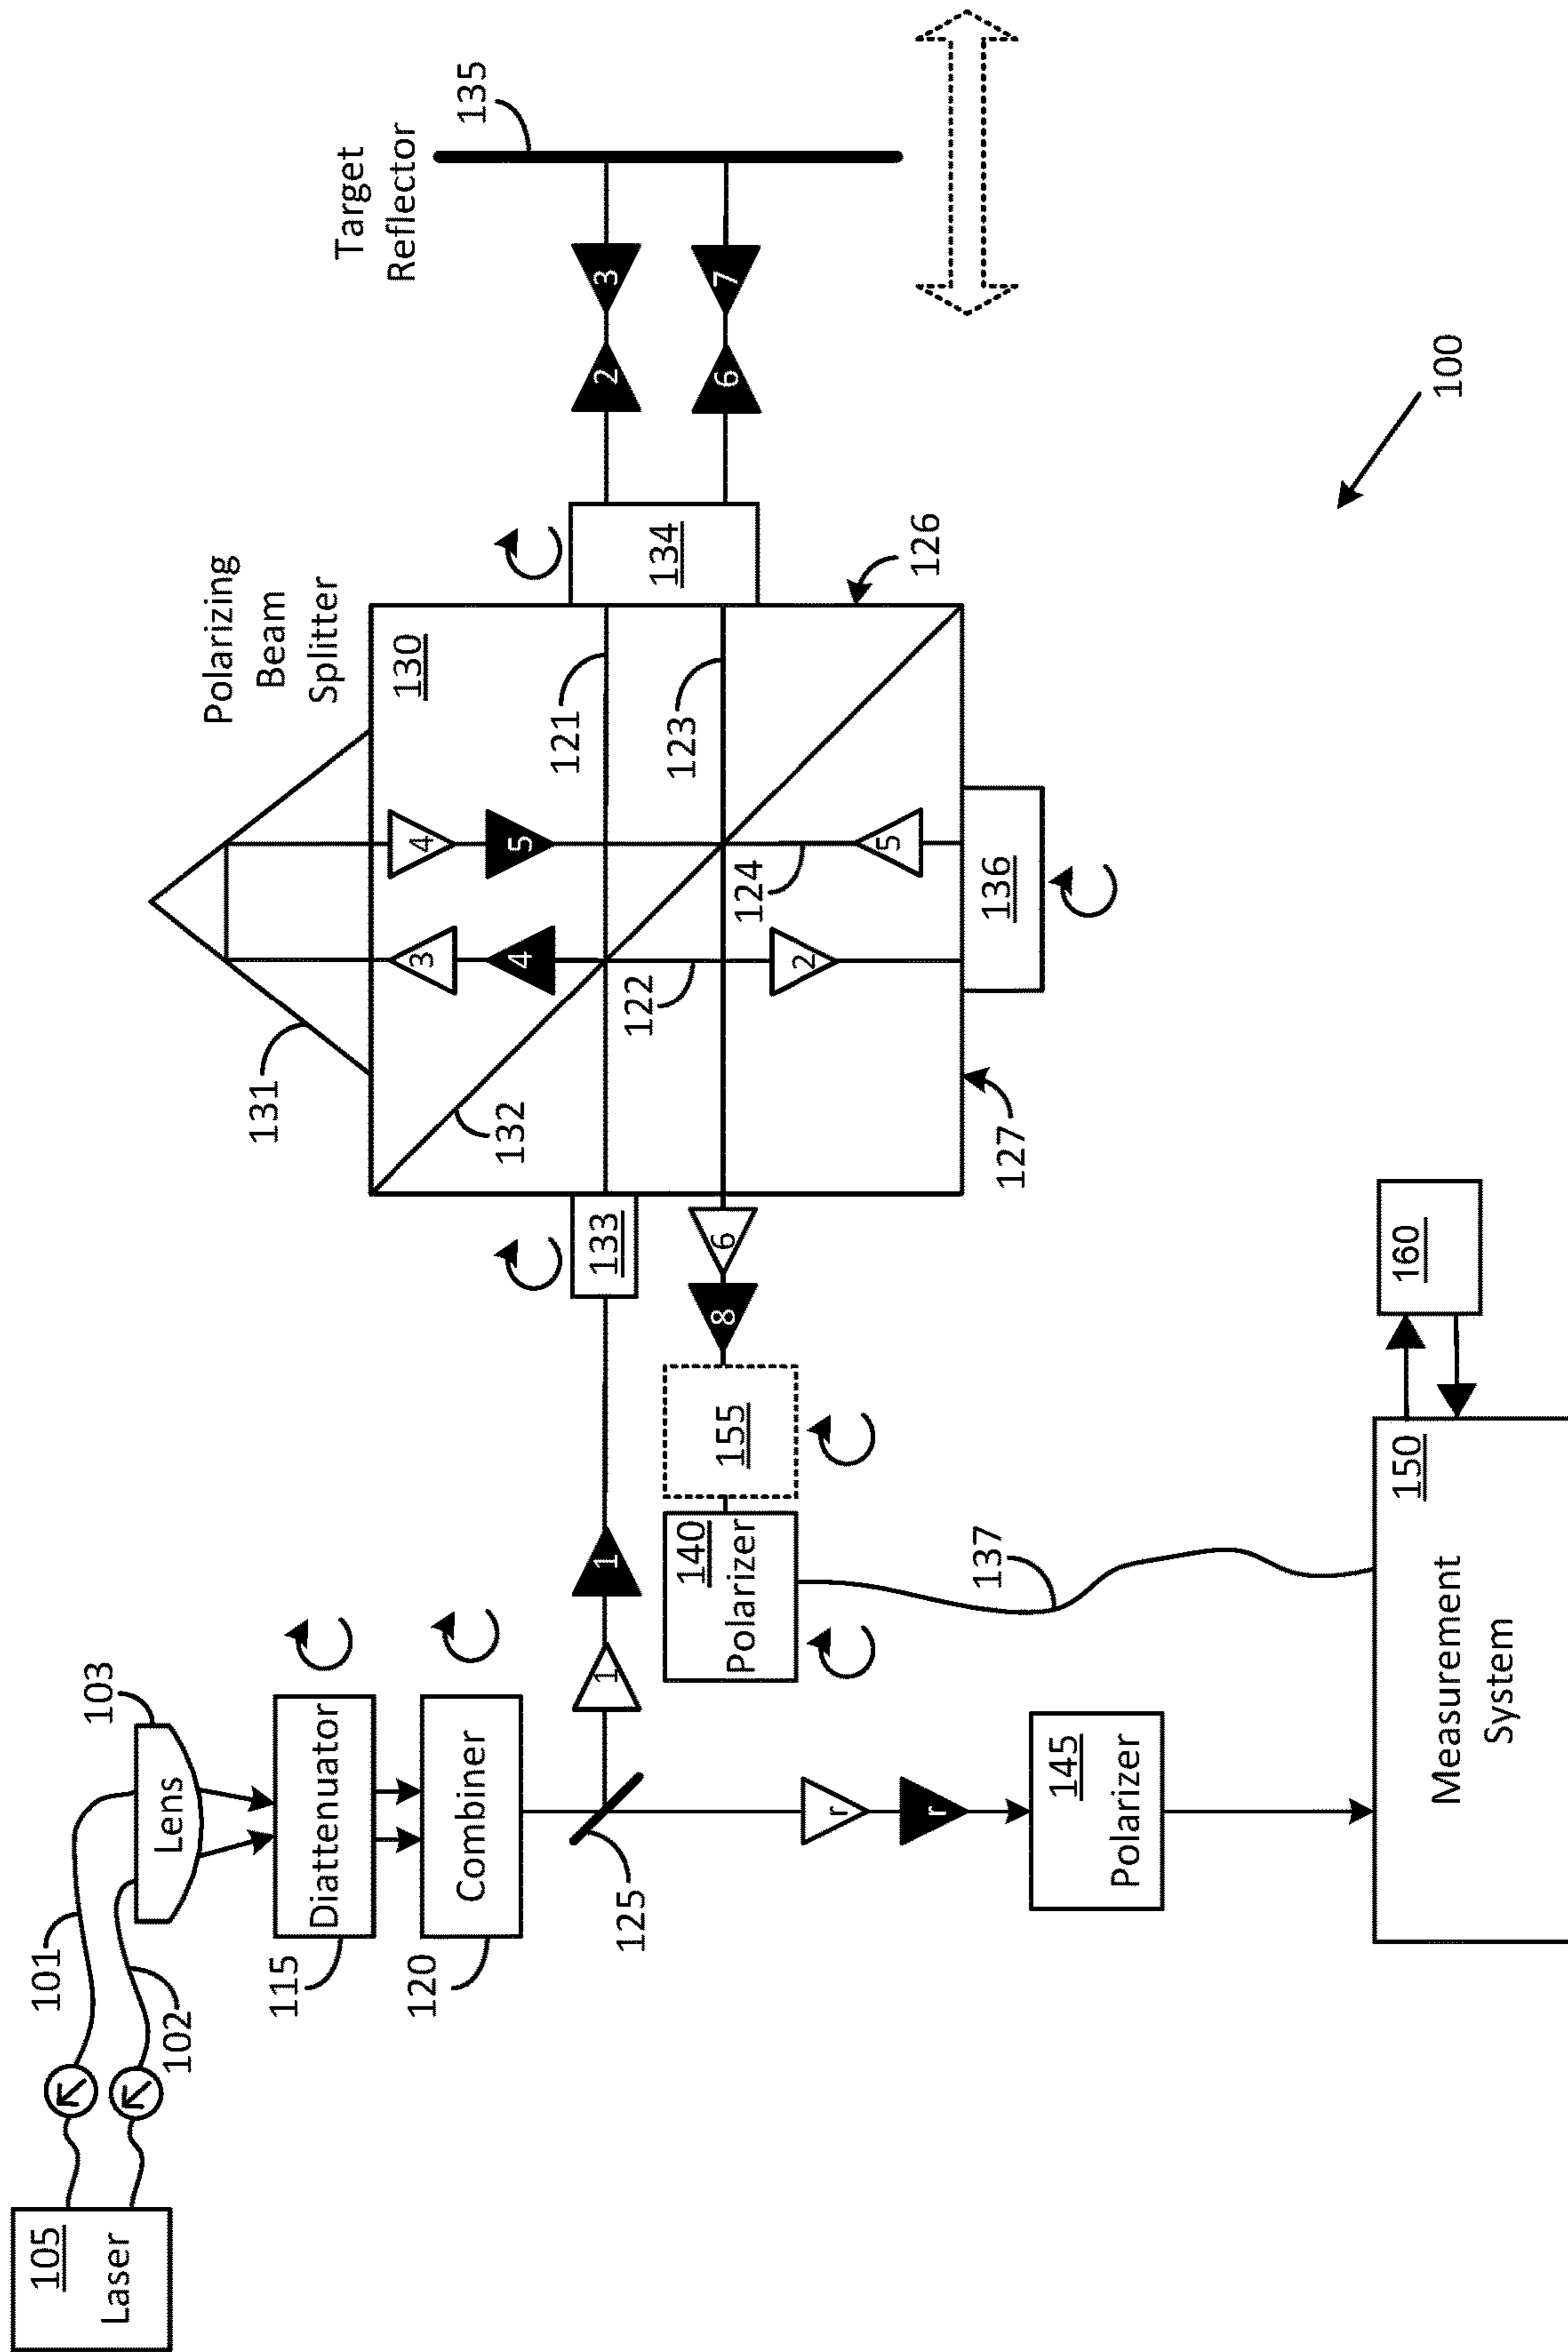 105
Laser
101
102
103
Lens
115
Diattenuator
120
Combiner
125
r
r
145
Polarizer
1
1
133
131
132
Polarizing
Beam
Splitter
130
3
4
4
5
121
122
123
124
2
5
126
127
134
136
Target
Reflector
135
2
3
6
7
6
8
155
140
Polarizer
137
150
Measurement
System
160
100